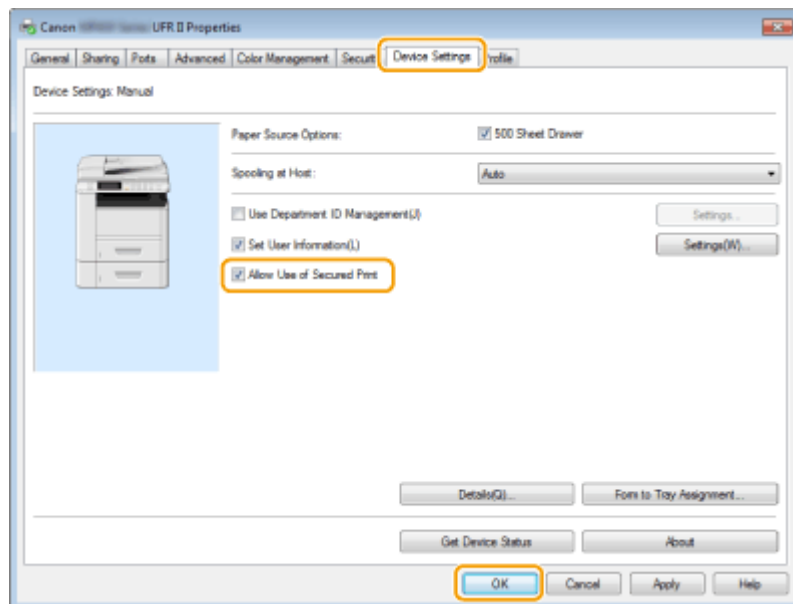 Canon UFR II Properties
General Sharing Ports Advanced Color Management Securit Device Settings rofile
Device Settings: Manual
Paper Source Options: 500 Sheet Drawer
Spooling at Host: Auto
Use Department ID Management(J) Settings...
Set User Information(L) Settings(W)...
Allow Use of Secured Print
Details(Q)... Form to Tray Assignment...
Get Device Status About
OK Cancel Apply Help